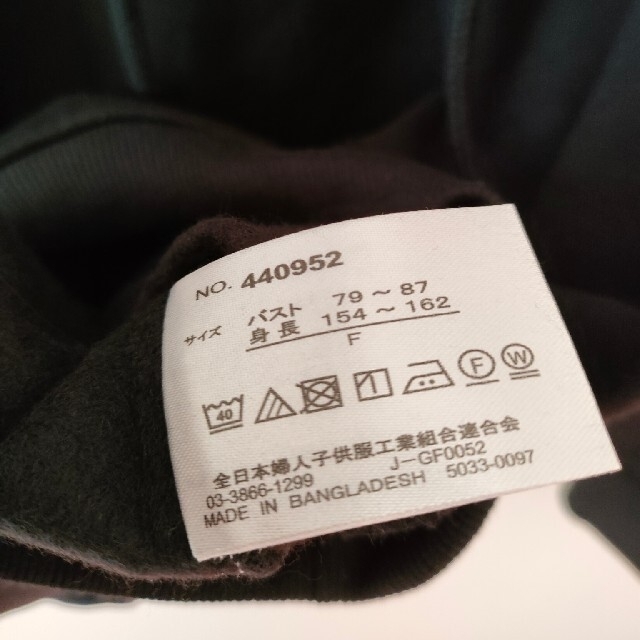 NO. 440952
サイズ
バスト 79～87
身長 154～162
F
40
F W
全日本婦人子供服工業組合連合会
03-3866-1299 J-GF0052
MADE IN BANGLADESH 5033-0097